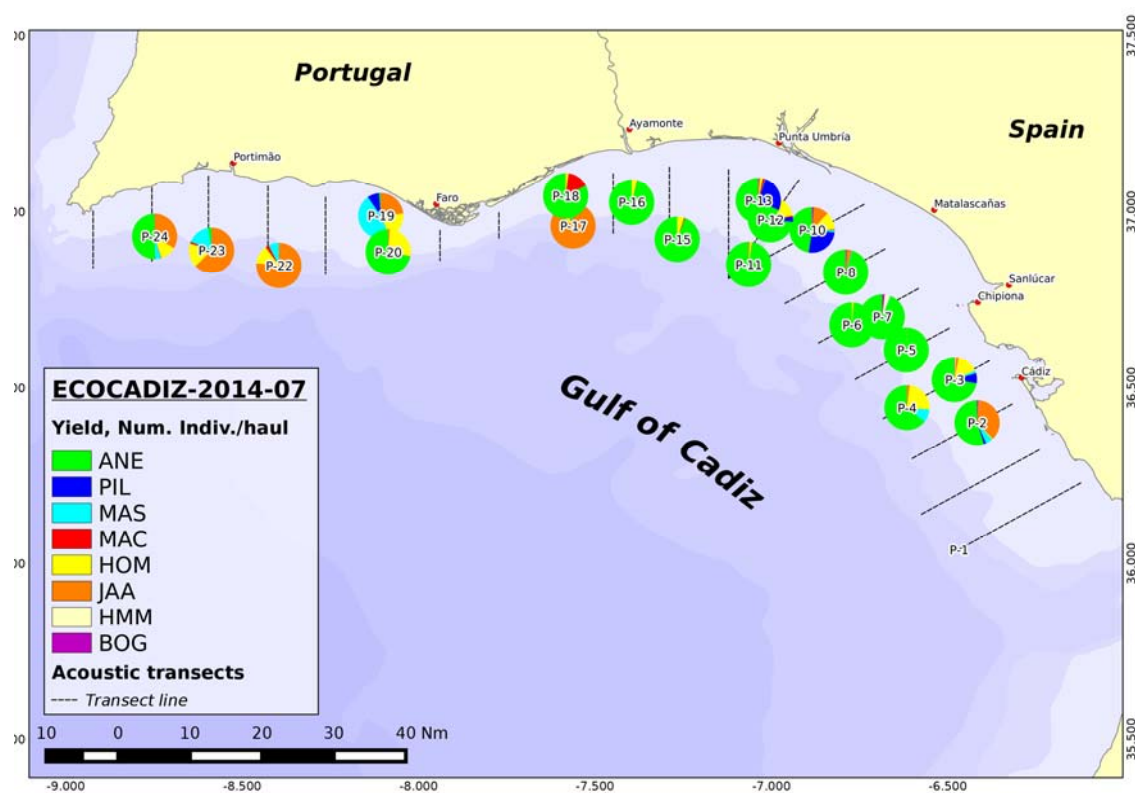 Portugal
Spain
Ayamonte
Punta Umbría
Portimão
Faro
Matalascañas
Sanlúcar
Chipiona
Cádiz
P-24
P-23
P-22
P-19
P-20
P-18
P-17
P-16
P-15
P-13
P-12
P-10
P-11
P-8
P-7
P-6
P-5
P-3
P-4
P-2
P-1
Gulf of Cadiz
ECOCADIZ-2014-07
Yield, Num. Indiv./haul
ANE
PIL
MAS
MAC
HOM
JAA
HMM
BOG
Acoustic transects
Transect line
10 0 10 20 30 40 Nm
-9.000 -8.500 -8.000 -7.500 -7.000 -6.500
37.500
37.000
36.500
36.000
35.500